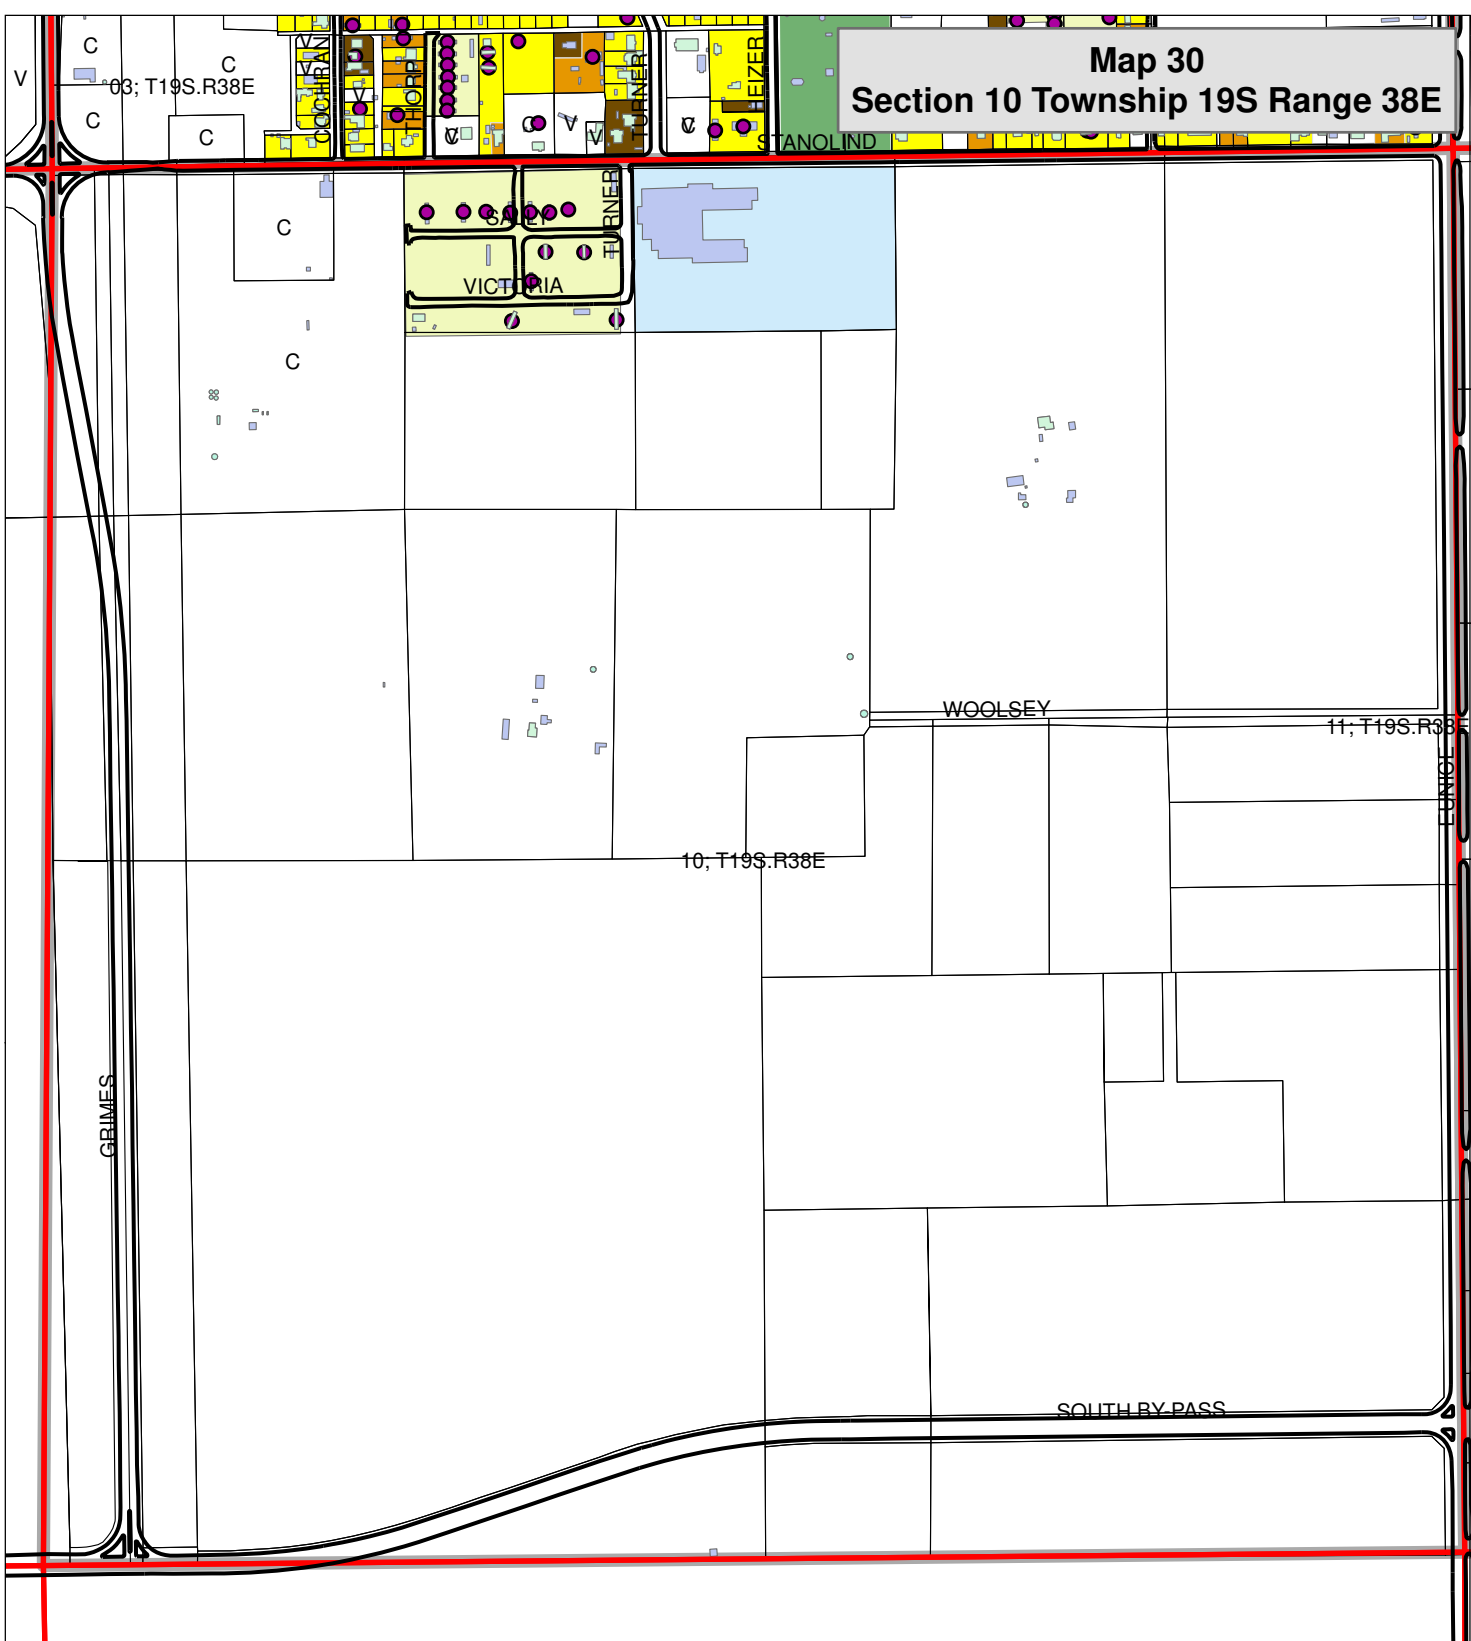 Map 30
Section 10 Township 19S Range 38E
C
C
V
03; T19S.R38E
C
C
COCHRAN
V
V
V
THORP
V
C
V
V
TURNER
C
EIZER
STANOLIND
C
SALLY
TURNER
VICTORIA
C
WOOLSEY
11; T19S.R38E
EUNICE
10; T19S.R38E
GRIMES
SOUTH BY-PASS